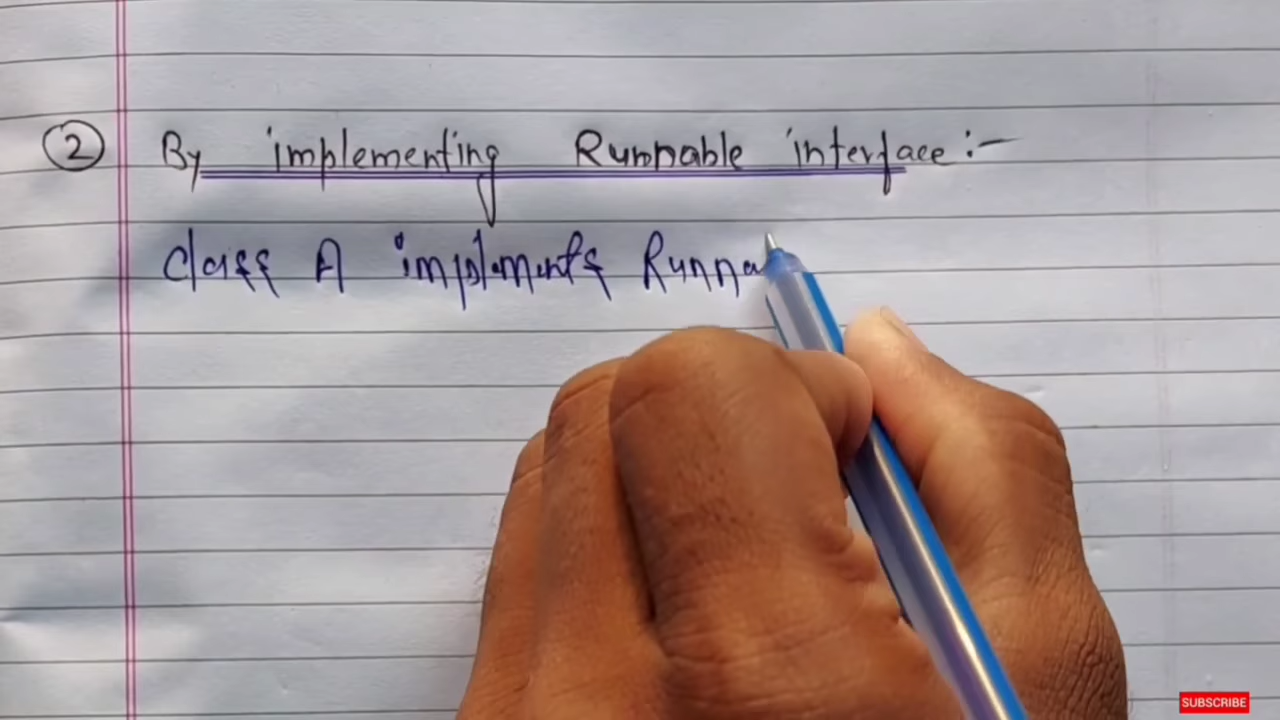 ② By implementing Runnable interface :-
class A implements Runna
SUBSCRIBE